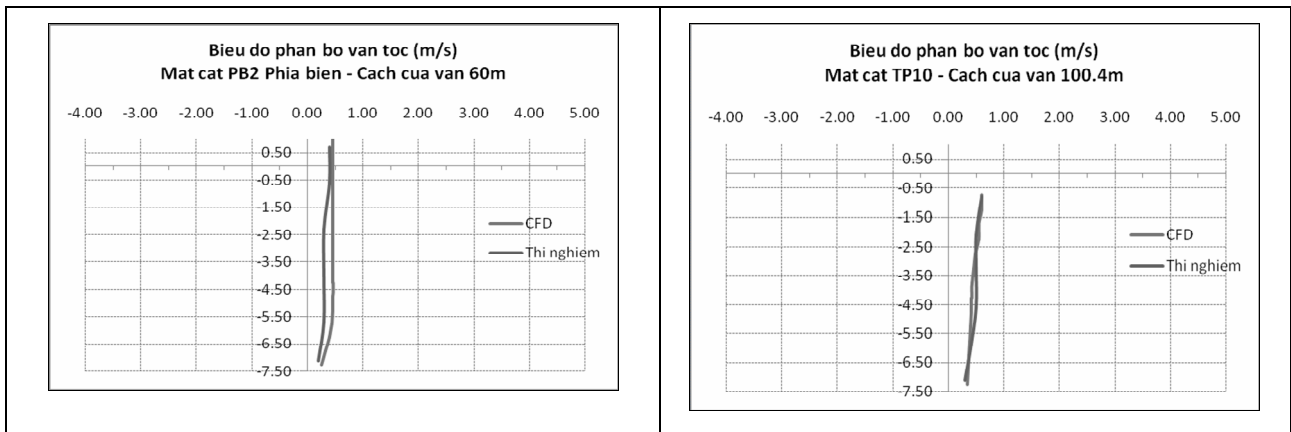 Bieu do phan bo van toc (m/s)
Mat cat PB2 Phia bien - Cach cua van 60m
-4.00 -3.00 -2.00 -1.00 0.00 1.00 2.00 3.00 4.00 5.00
0.50
-0.50
-1.50
-2.50
-3.50
-4.50
-5.50
-6.50
-7.50
CFD
Thi nghiem
Bieu do phan bo van toc (m/s)
Mat cat TP10 - Cach cua van 100.4m
-4.00 -3.00 -2.00 -1.00 0.00 1.00 2.00 3.00 4.00 5.00
0.50
-0.50
-1.50
-2.50
-3.50
-4.50
-5.50
-6.50
-7.50
CFD
Thi nghiem